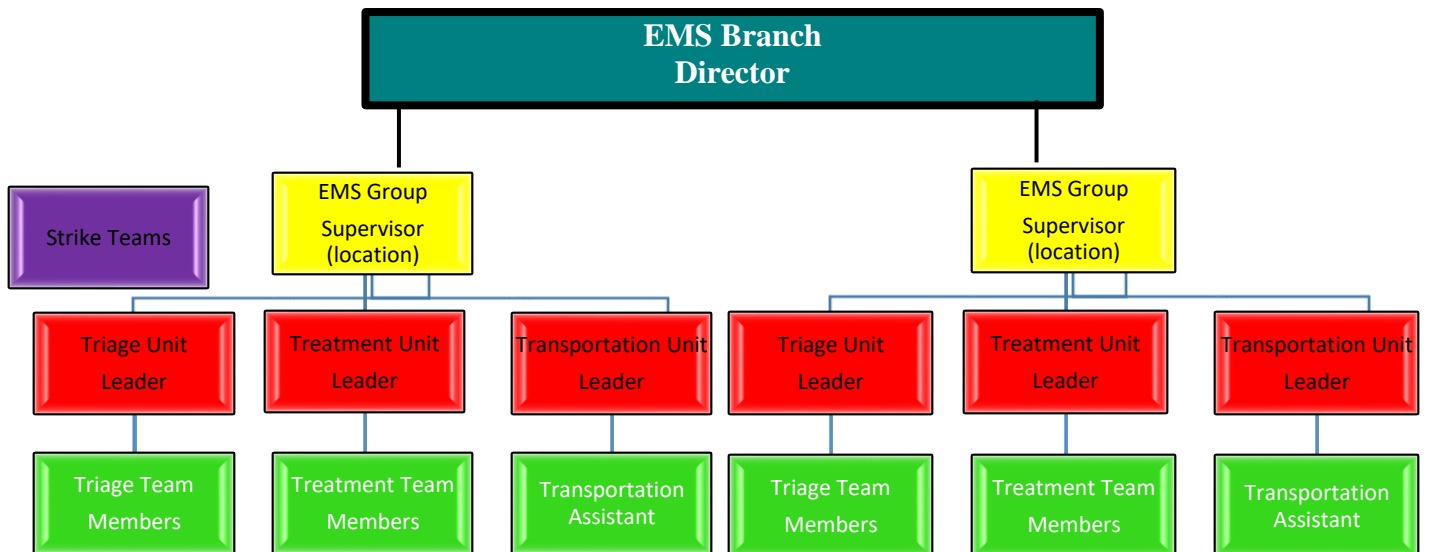 EMS Branch
Director
EMS Group
Supervisor
(location)
EMS Group
Supervisor
(location)
Strike Teams
Triage Unit
Leader
Treatment Unit
Leader
Transportation Unit
Leader
Triage Unit
Leader
Treatment Unit
Leader
Transportation Unit
Leader
Triage Team
Members
Treatment Team
Members
Transportation
Assistant
Triage Team
Members
Treatment Team
Members
Transportation
Assistant